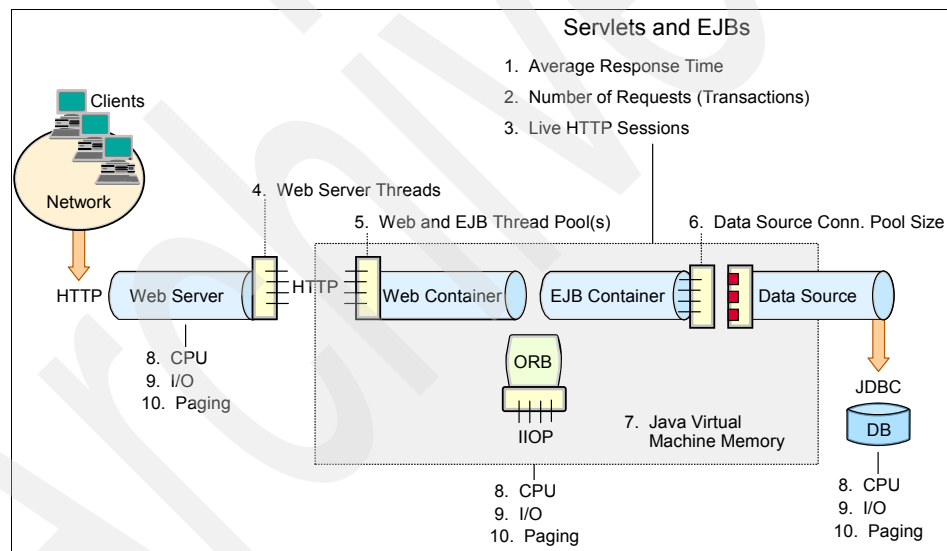 Servlets and EJBs
1. Average Response Time
2. Number of Requests (Transactions)
3. Live HTTP Sessions
Clients
Network
4. Web Server Threads
5. Web and EJB Thread Pool(s)
6. Data Source Conn. Pool Size
HTTP
Web Server
HTTP
Web Container
EJB Container
Data Source
8. CPU
9. I/O
10. Paging
ORB
IIOP
7. Java Virtual
Machine Memory
JDBC
DB
8. CPU
9. I/O
10. Paging
8. CPU
9. I/O
10. Paging